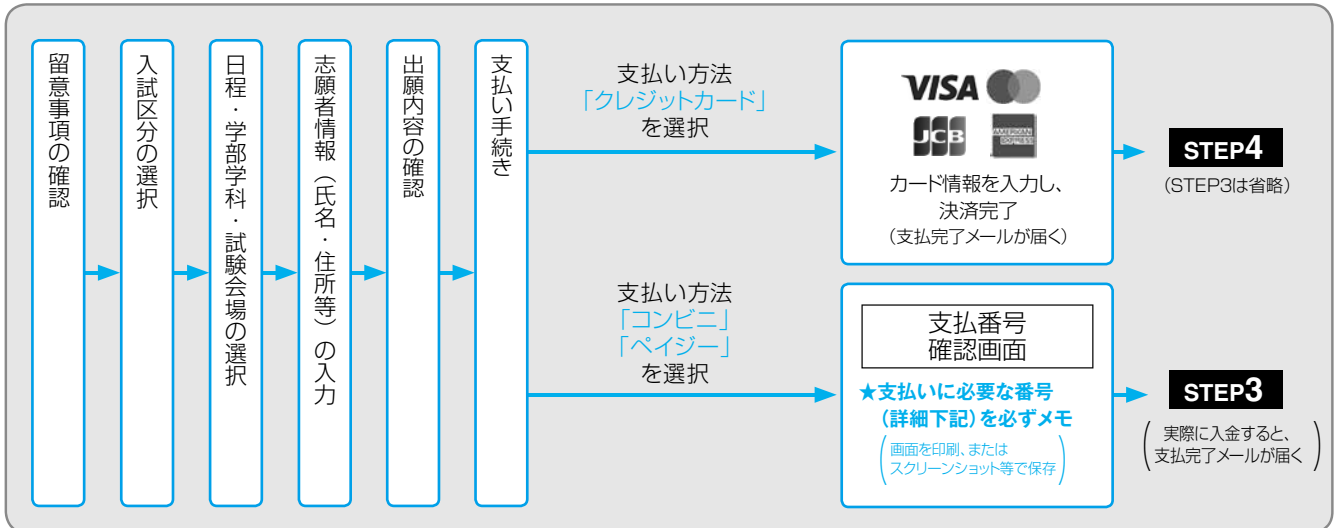 留意事項の確認
入試区分の選択
日程・学部学科・試験会場の選択
志願者情報（氏名・住所等）の入力
出願内容の確認
支払い手続き
支払い方法
「クレジットカード」
を選択
VISA
JCB
AMERICAN
EXPRESS
カード情報を入力し、
決済完了
（支払完了メールが届く）
STEP4
（STEP3は省略）
支払い方法
「コンビニ」
「ペイジー」
を選択
支払番号
確認画面
★支払いに必要な番号
（詳細下記）を必ずメモ
（画面を印刷、または
スクリーンショット等で保存）
STEP3
（実際に入金すると、
支払完了メールが届く）